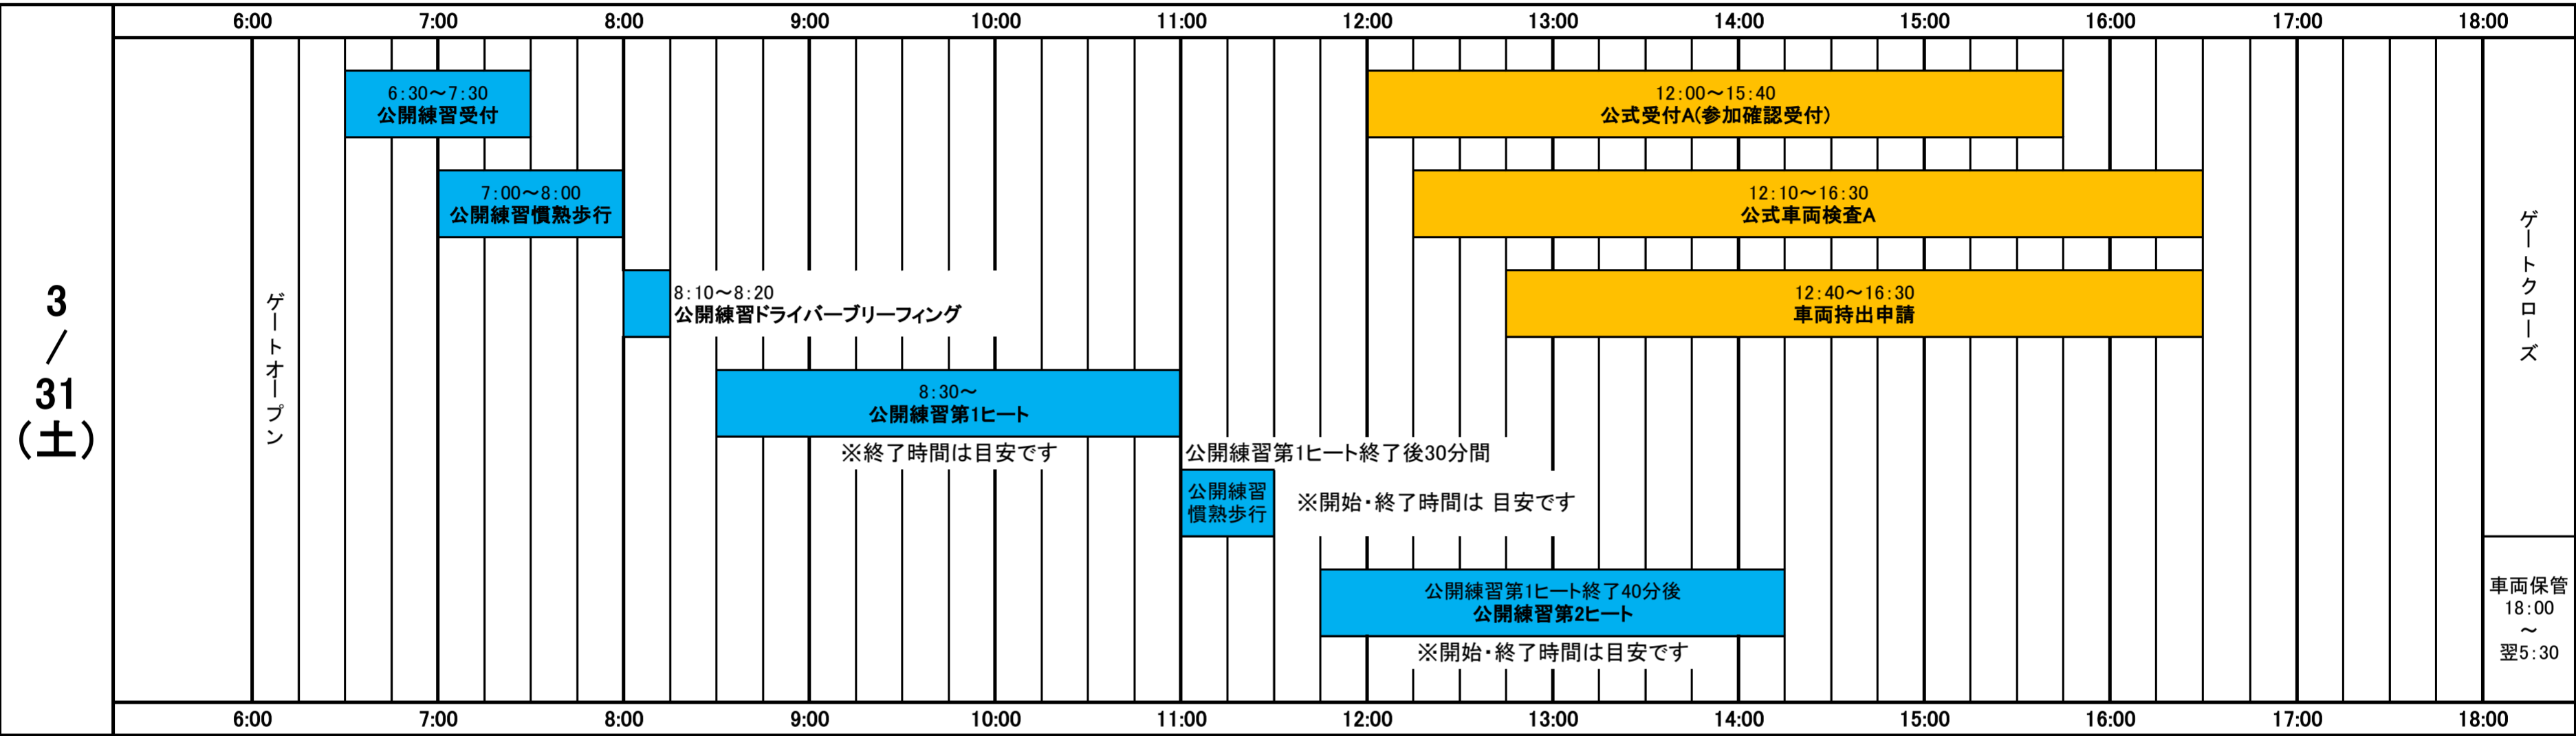 6:00 7:00 8:00 9:00 10:00 11:00 12:00 13:00 14:00 15:00 16:00 17:00 18:00
3
/
31
(土)
ゲートオープン
6:30～7:30
公開練習受付
12:00～15:40
公式受付A(参加確認受付)
7:00～8:00
公開練習慣熟歩行
12:10～16:30
公式車両検査A
8:10～8:20
公開練習ドライバーブリーフィング
12:40～16:30
車両持出申請
8:30～
公開練習第1ヒート
※終了時間は目安です
公開練習第1ヒート終了後30分間
公開練習
慣熟歩行
※開始・終了時間は 目安です
公開練習第1ヒート終了40分後
公開練習第2ヒート
※開始・終了時間は目安です
ゲートクローズ
車両保管
18:00
～
翌5:30
6:00 7:00 8:00 9:00 10:00 11:00 12:00 13:00 14:00 15:00 16:00 17:00 18:00